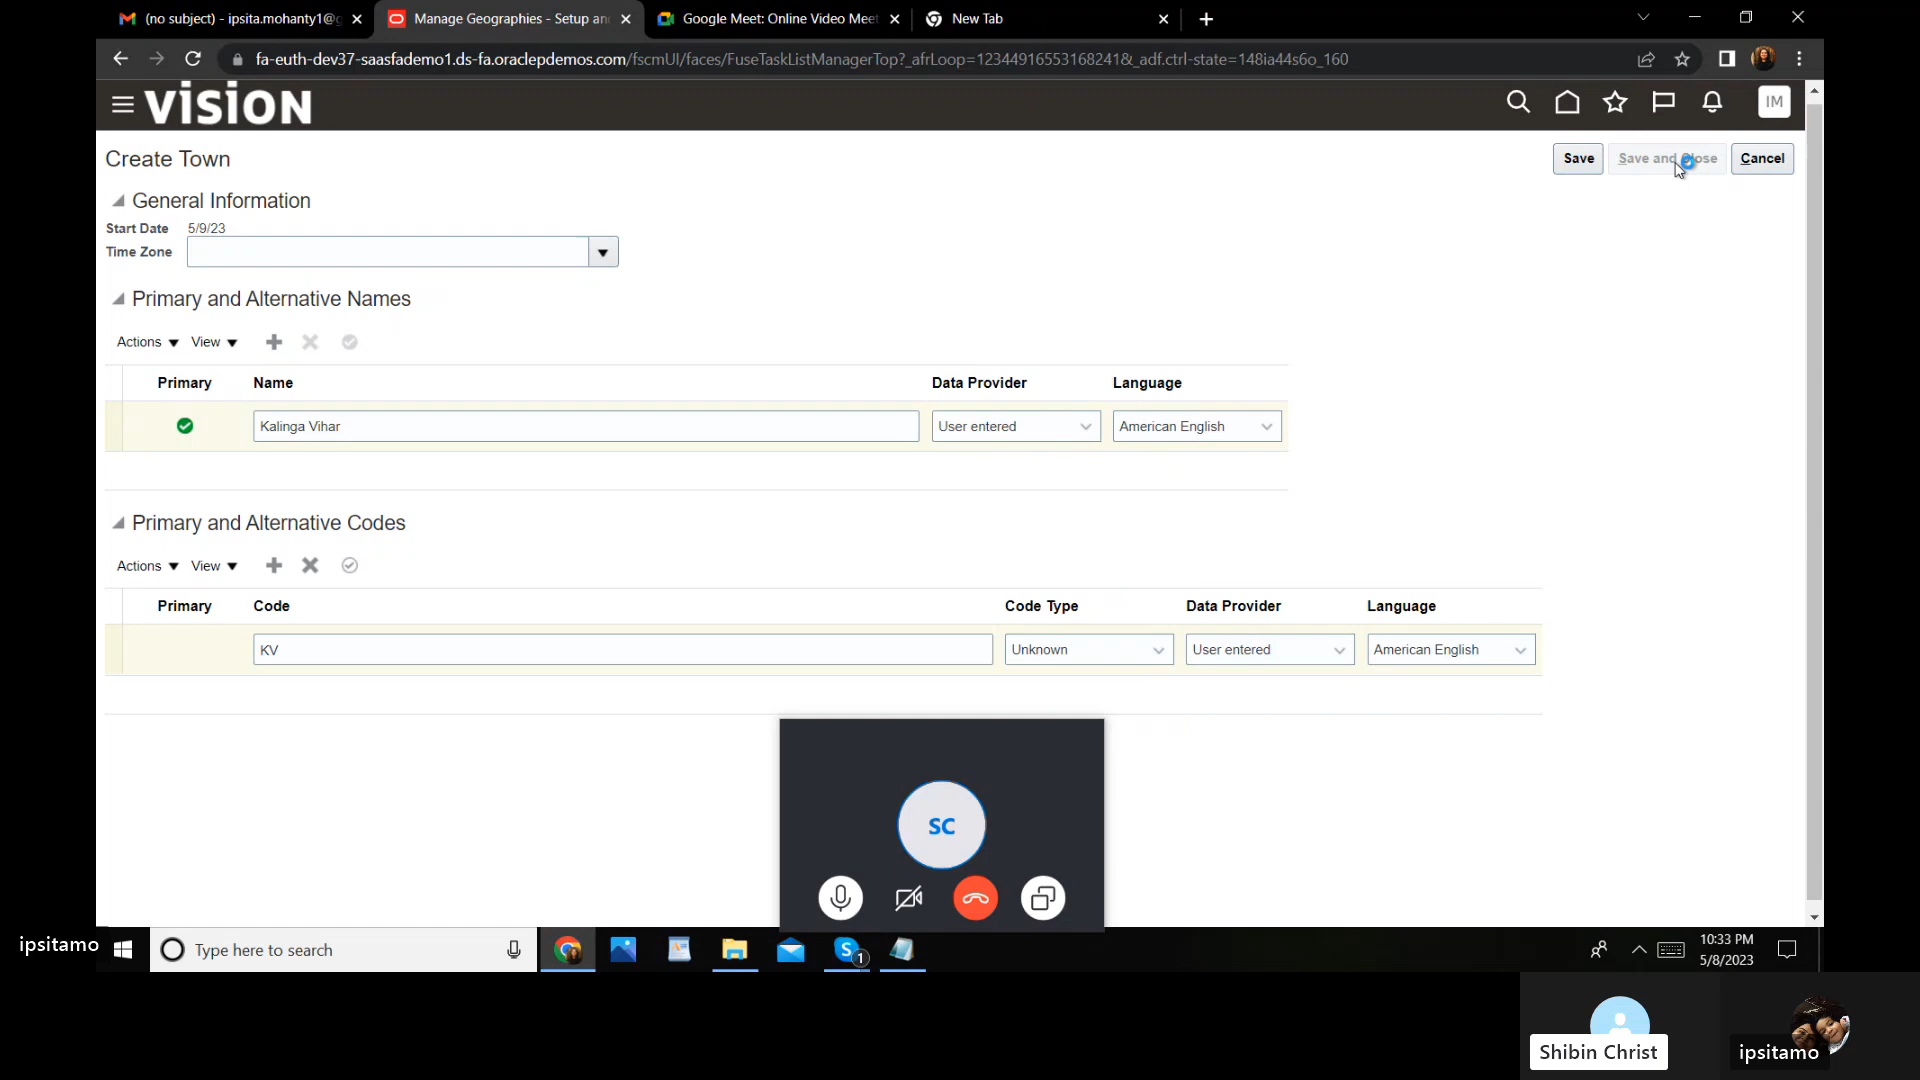 (no subject) - ipsita.mohanty1@g
Manage Geographies - Setup an
Google Meet: Online Video Meet
New Tab
fa-euth-dev37-saasfademo1.ds-fa.oraclepdemos.com/fscmUI/faces/FuseTaskListManagerTop?_afrLoop=12344916553168241&_adf.ctrl-state=148ia44s6o_160
VISION
IM
Create Town
Save
Save and Close
Cancel
General Information
Start Date 5/9/23
Time Zone
Primary and Alternative Names
Actions View
Primary Name Data Provider Language
Kalinga Vihar User entered American English
Primary and Alternative Codes
Actions View
Primary Code Code Type Data Provider Language
KV Unknown User entered American English
SC
ipsitamo
Type here to search
S 1
10:33 PM
5/8/2023
Shibin Christ
ipsitamo